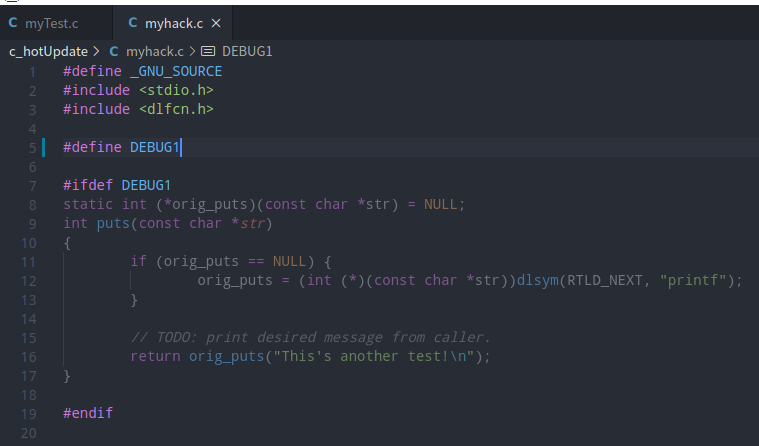 C myTest.c C myhack.c ×
c_hotUpdate > C myhack.c > DEBUG1
1 #define _GNU_SOURCE
2 #include <stdio.h>
3 #include <dlfcn.h>
4
5 #define DEBUG1
6
7 #ifdef DEBUG1
8 static int (*orig_puts)(const char *str) = NULL;
9 int puts(const char *str)
10 {
11 if (orig_puts == NULL) {
12 orig_puts = (int (*)(const char *str))dlsym(RTLD_NEXT, "printf");
13 }
14
15 // TODO: print desired message from caller.
16 return orig_puts("This's another test!\n");
17 }
18
19 #endif
20